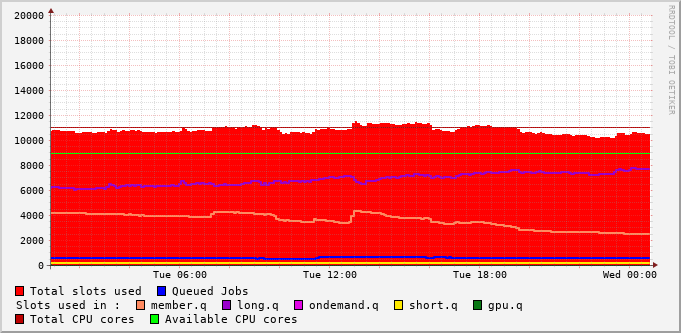 RRDTOOL / TOBI OETIKER
20000
18000
16000
14000
12000
10000
8000
6000
4000
2000
0
Tue 06:00 Tue 12:00 Tue 18:00 Wed 00:00
Total slots used Queued Jobs
Slots used in : member.q long.q ondemand.q short.q gpu.q
Total CPU cores Available CPU cores